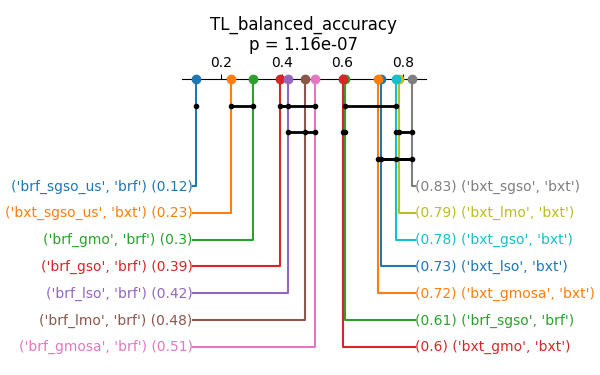 TL_balanced_accuracy
p = 1.16e-07
0.2 0.4 0.6 0.8
('brf_sgso_us', 'brf') (0.12) (0.83) ('bxt_sgso', 'bxt')
('bxt_sgso_us', 'bxt') (0.23) (0.79) ('bxt_lmo', 'bxt')
('brf_gmo', 'brf') (0.3) (0.78) ('bxt_gso', 'bxt')
('brf_gso', 'brf') (0.39) (0.73) ('bxt_lso', 'bxt')
('brf_lso', 'brf') (0.42) (0.72) ('bxt_gmosa', 'bxt')
('brf_lmo', 'brf') (0.48) (0.61) ('brf_sgso', 'brf')
('brf_gmosa', 'brf') (0.51) (0.6) ('bxt_gmo', 'bxt')